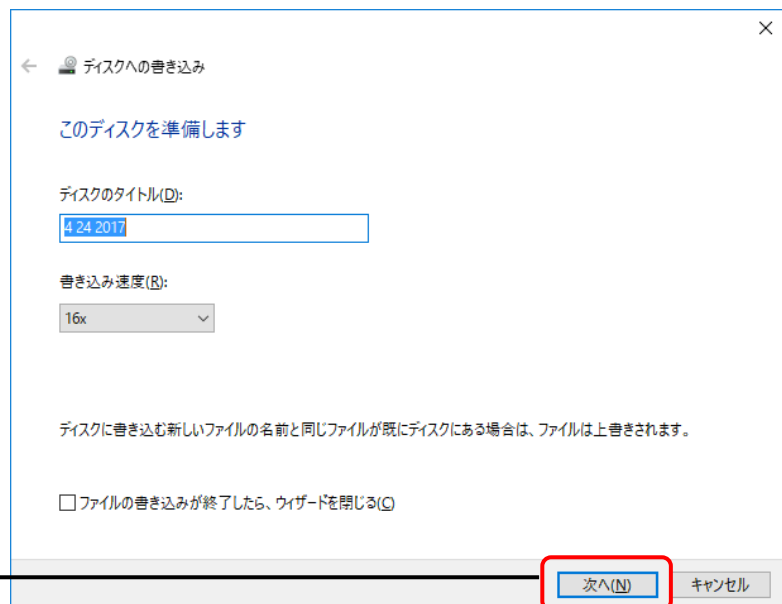 ディスクへの書き込み
このディスクを準備します
ディスクのタイトル(D):
4 24 2017
書き込み速度(R):
16x
ディスクに書き込む新しいファイルの名前と同じファイルが既にディスクにある場合は、ファイルは上書きされます。
ファイルの書き込みが終了したら、ウィザードを閉じる(C)
次へ(N) キャンセル